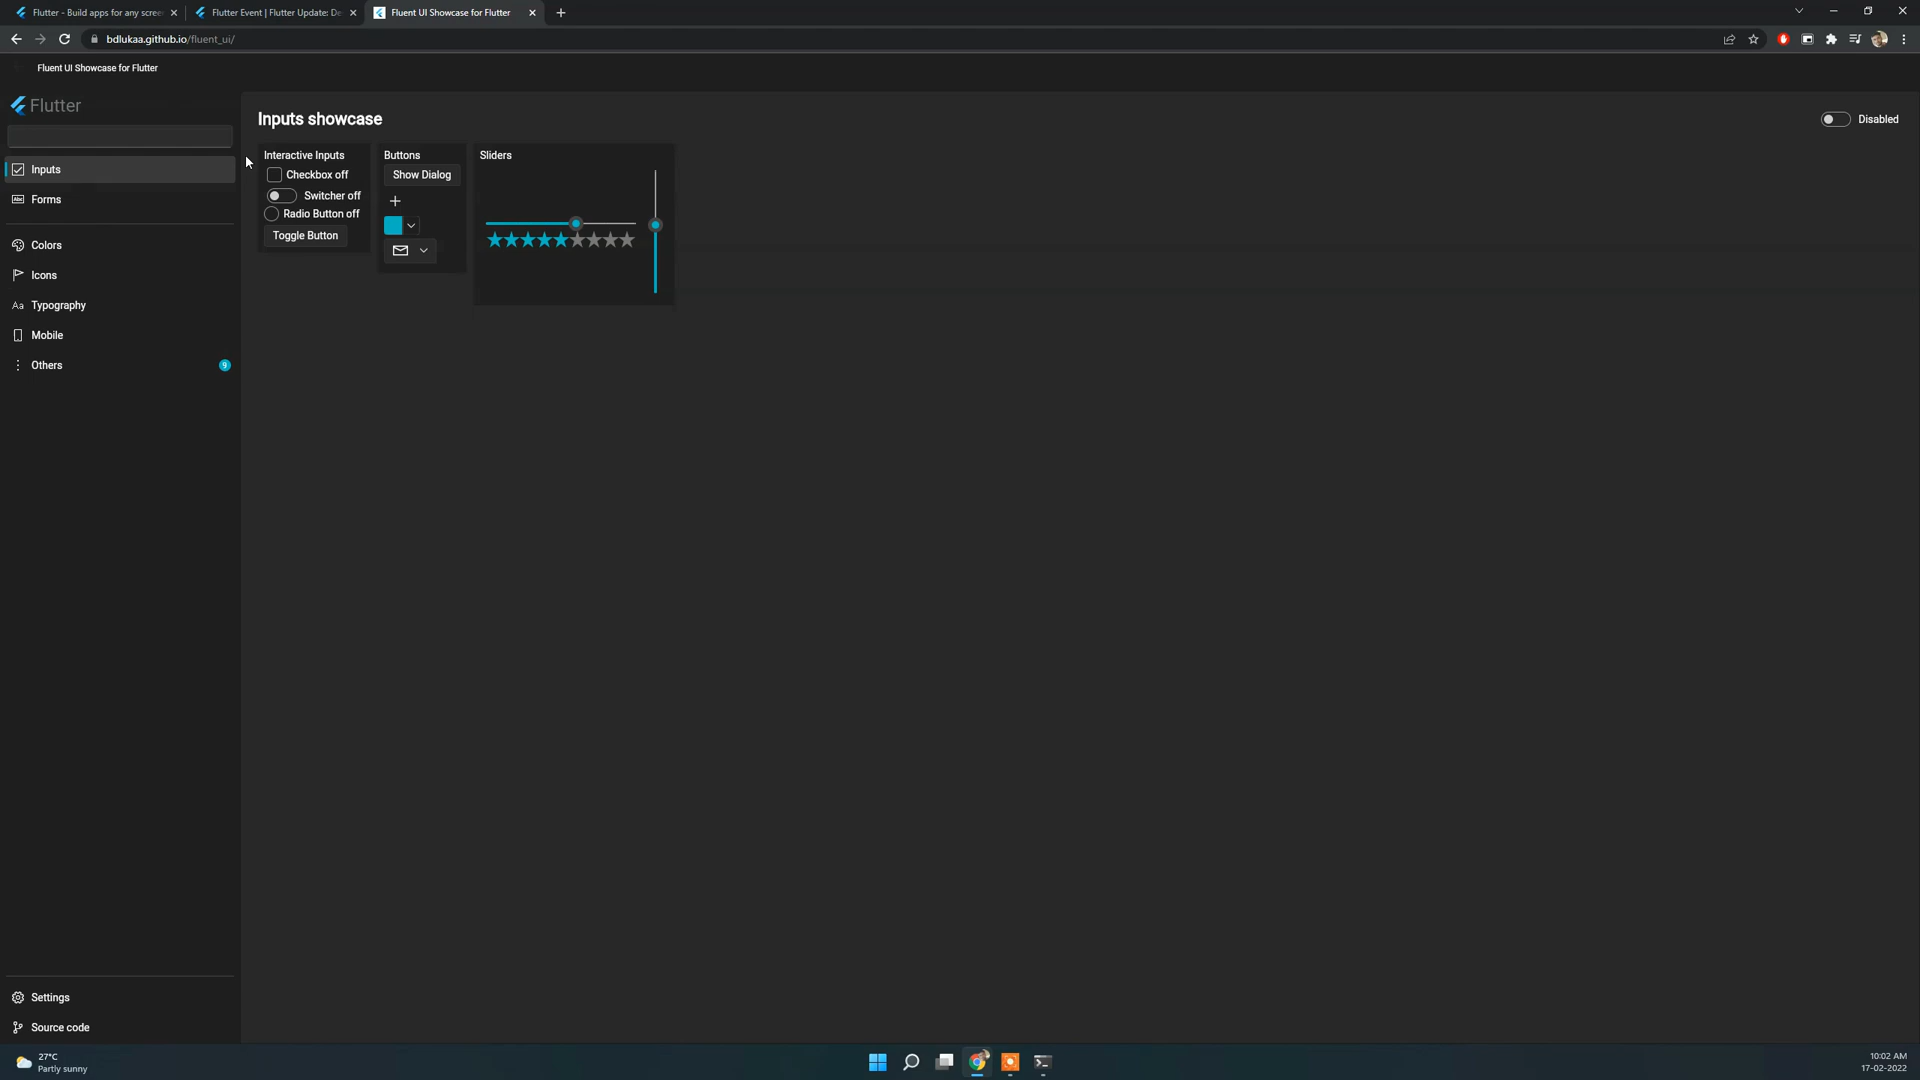 Flutter - Build apps for any scree
Flutter Event | Flutter Update: De
Fluent UI Showcase for Flutter
bdlukaa.github.io/fluent_ui/
Fluent UI Showcase for Flutter
Flutter
Inputs
Forms
Colors
Icons
Aa Typography
Mobile
Others
9
Settings
Source code
Inputs showcase
Disabled
Interactive Inputs
Checkbox off
Switcher off
Radio Button off
Toggle Button
Buttons
Show Dialog
Sliders
27°C
Partly sunny
10:02 AM
17-02-2022